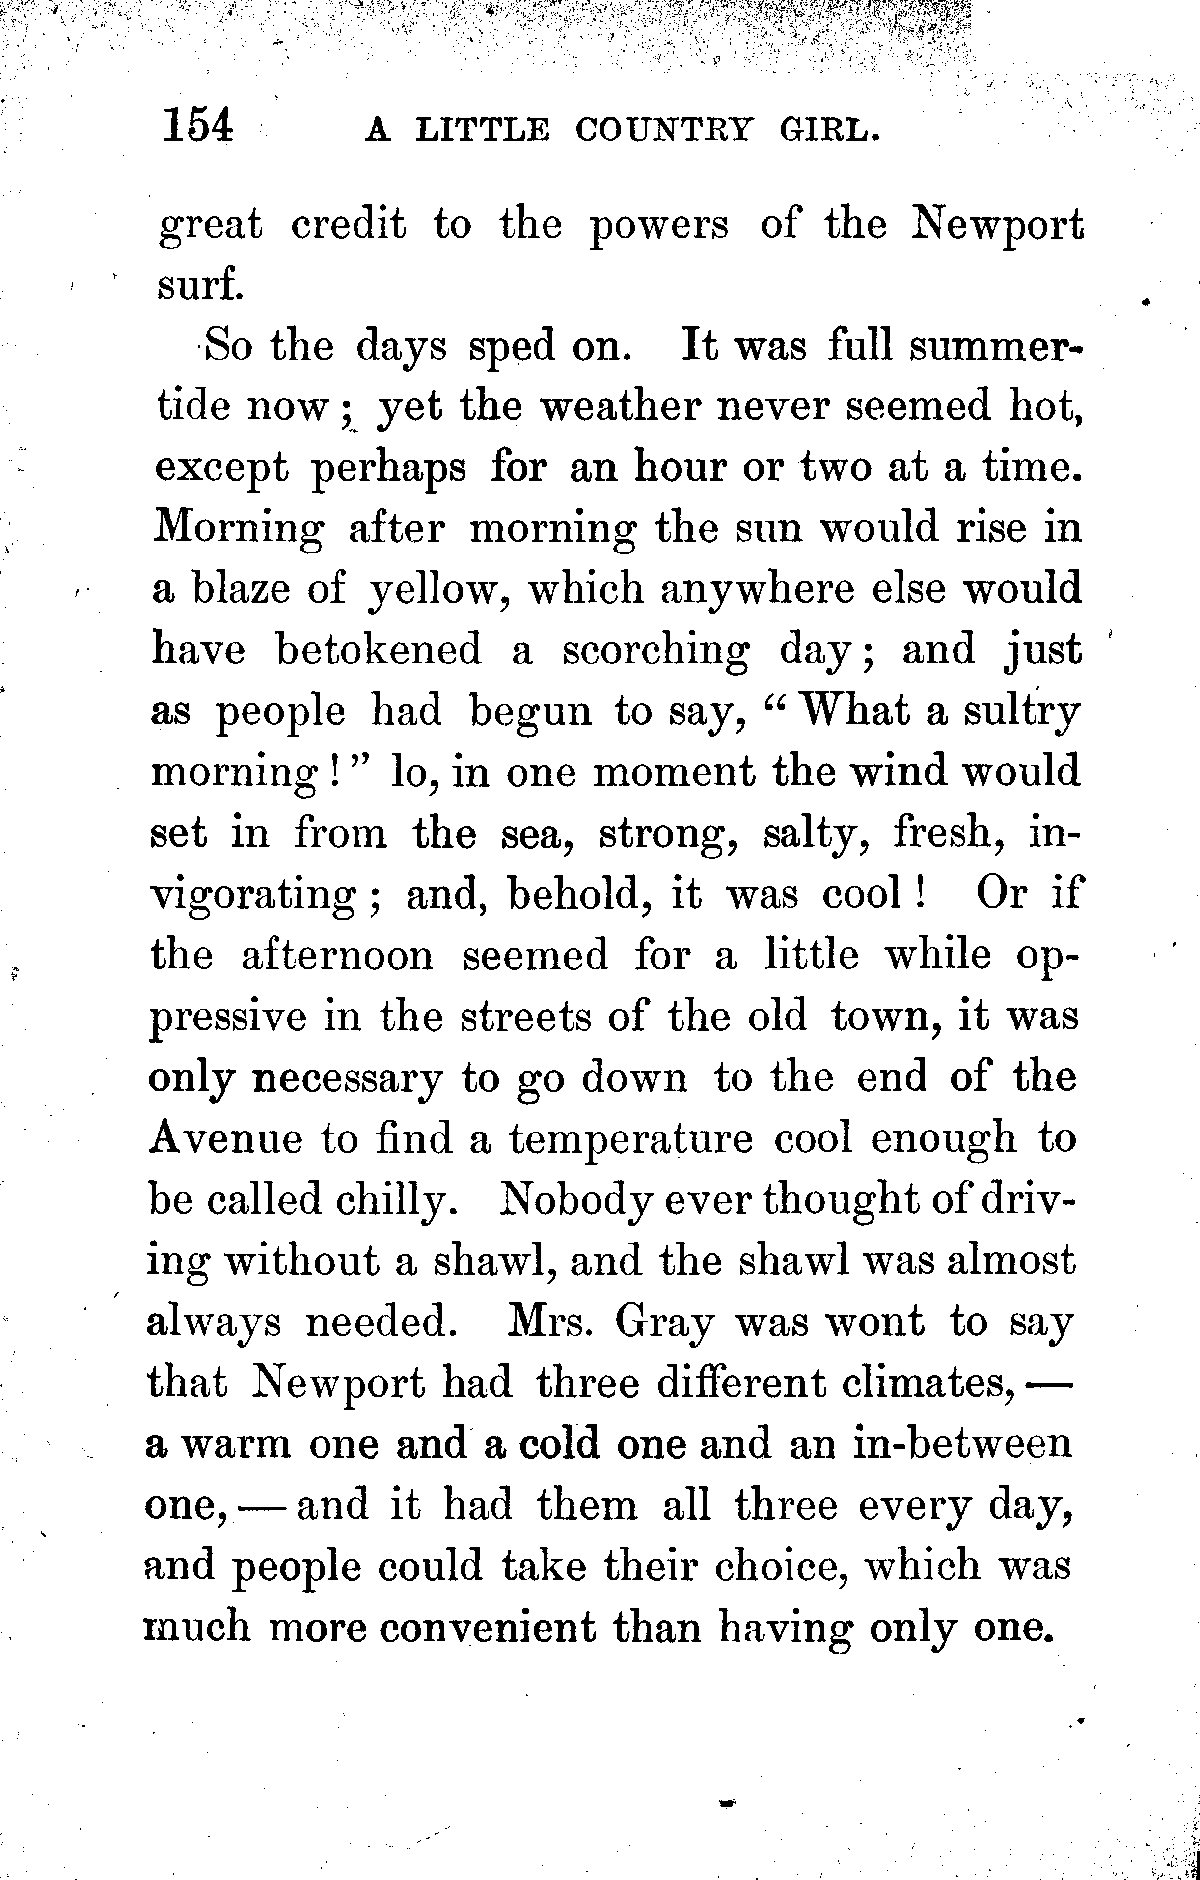 154 A LITTLE COUNTRY GIRL.
great credit to the powers of the Newport
surf.
So the days sped on. It was full summer-
tide now; yet the weather never seemed hot,
except perhaps for an hour or two at a time.
Morning after morning the sun would rise in
a blaze of yellow, which anywhere else would
have betokened a scorching day; and just
as people had begun to say, "What a sultry
morning!" lo, in one moment the wind would
set in from the sea, strong, salty, fresh, in-
vigorating; and, behold, it was cool! Or if
the afternoon seemed for a little while op-
pressive in the streets of the old town, it was
only necessary to go down to the end of the
Avenue to find a temperature cool enough to
be called chilly. Nobody ever thought of driv-
ing without a shawl, and the shawl was almost
always needed. Mrs. Gray was wont to say
that Newport had three different climates,—
a warm one and a cold one and an in-between
one,—and it had them all three every day,
and people could take their choice, which was
much more convenient than having only one.